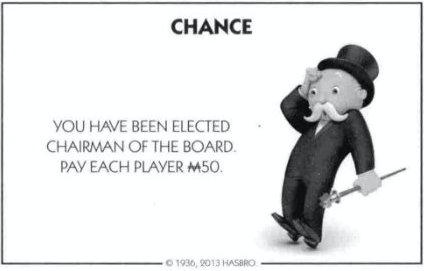 CHANCE
YOU HAVE BEEN ELECTED
CHAIRMAN OF THE BOARD.
PAY EACH PLAYER ₩50.
© 1936, 2013 HASBRO.